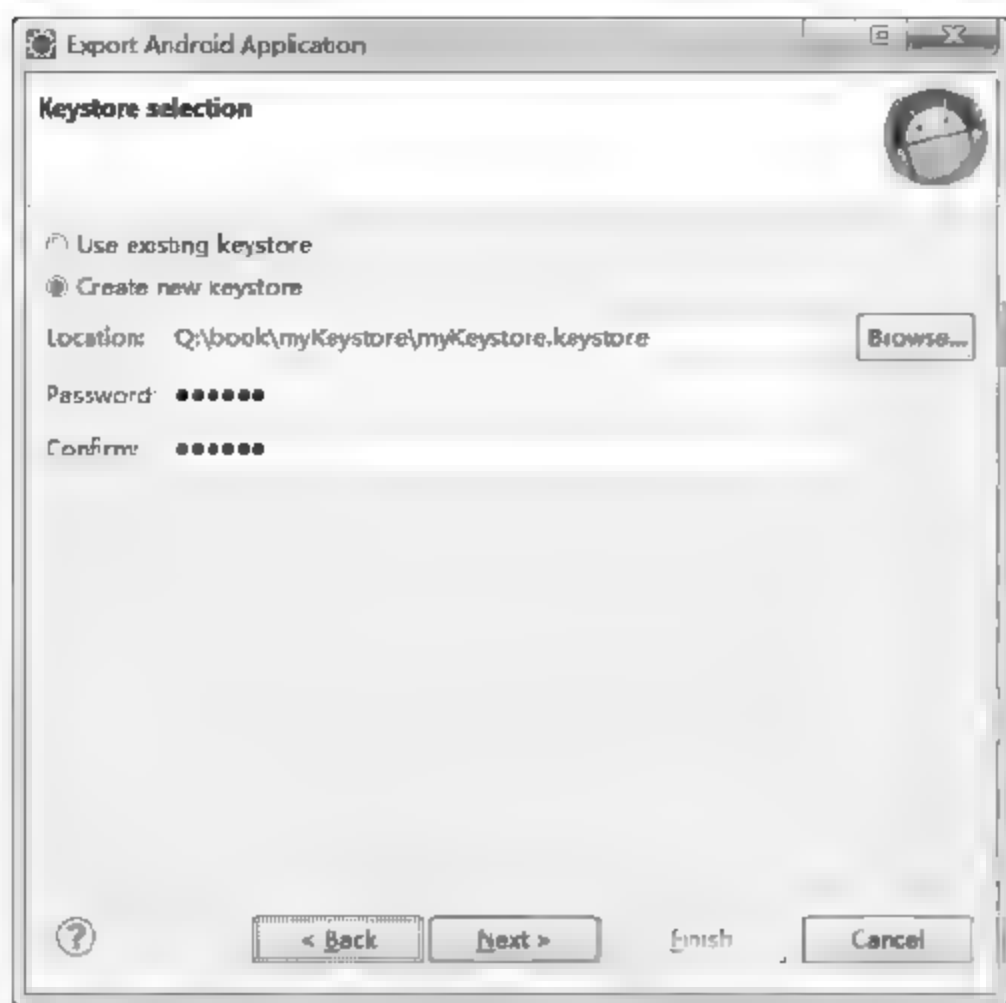 Export Android Application
Keystore selection
Use existing keystore
Create new keystore
Location: Q:\book\myKeystore\myKeystore.keystore Browse...
Password: ●●●●●●
Confirm: ●●●●●●
? < Back Next > Finish Cancel